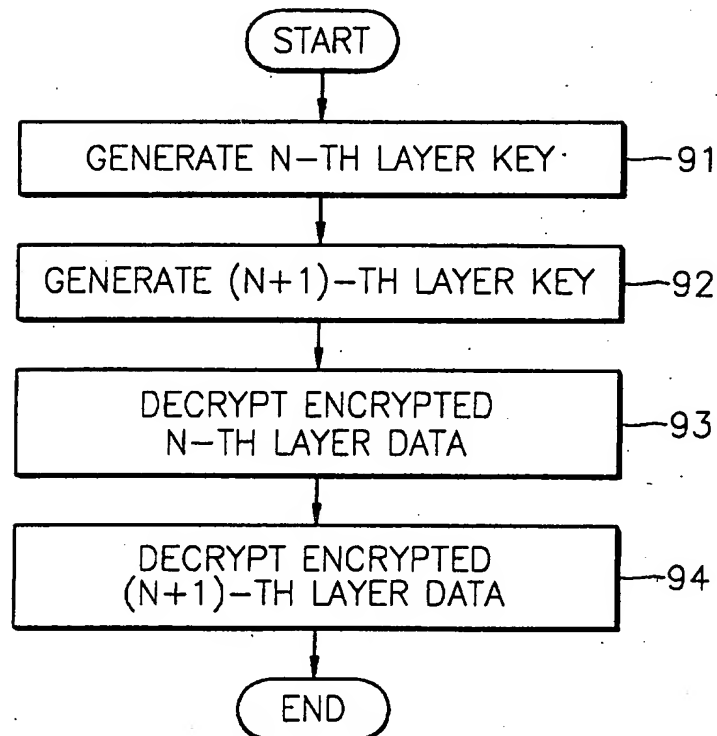 START
GENERATE N-TH LAYER KEY
91
GENERATE (N+1)-TH LAYER KEY
92
DECRYPT ENCRYPTED
N-TH LAYER DATA
93
DECRYPT ENCRYPTED
(N+1)-TH LAYER DATA
94
END